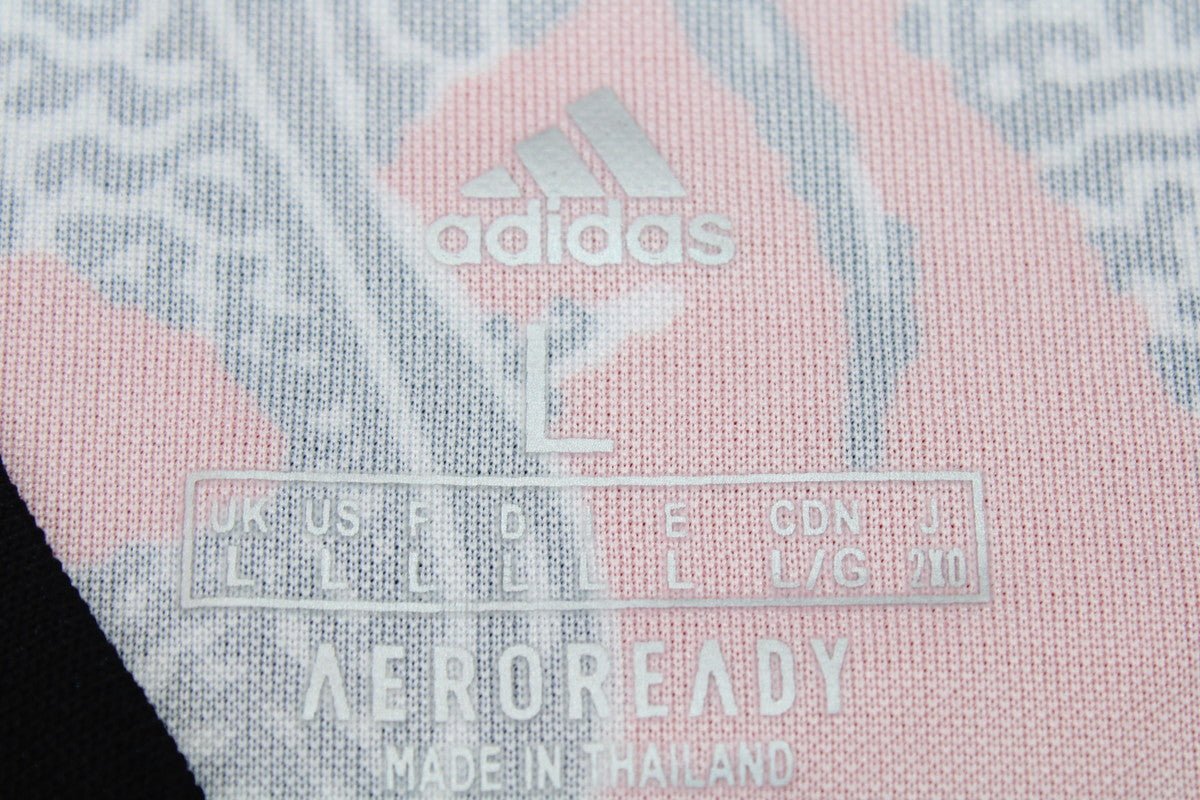 adidas
L
UK US F D I E CDN J
L L L L L L L/G 2XO
AEROREADY
MADE IN THAILAND